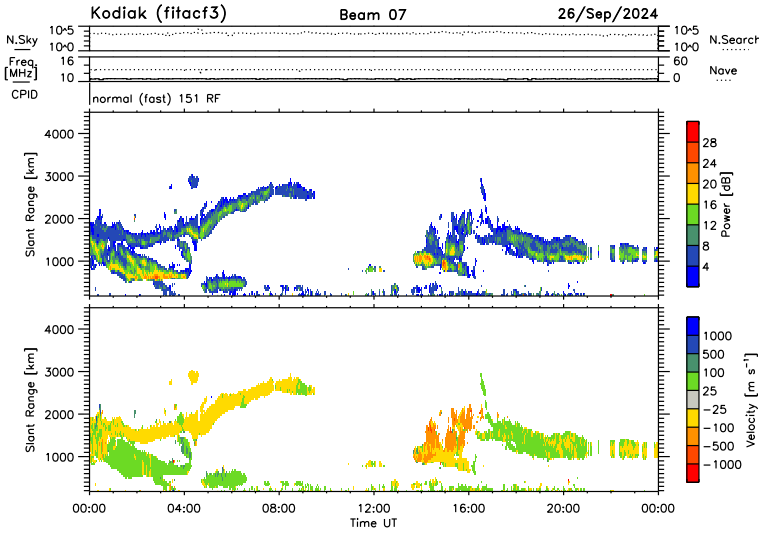 Kodiak (fitacf3) Beam 07 26/Sep/2024
N.Sky 10^5 10^0 10^5 10^0 N.Search
Freq. [MHz] 16 10 60 0 Nave
CPID normal (fast) 151 RF
Slant Range [km] 4000 3000 2000 1000
28 24 20 16 12 8 4 Power [dB]
Slant Range [km] 4000 3000 2000 1000
1000 500 100 25 −25 −100 −500 −1000 Velocity [m s⁻¹]
00:00 04:00 08:00 12:00 16:00 20:00 00:00
Time UT